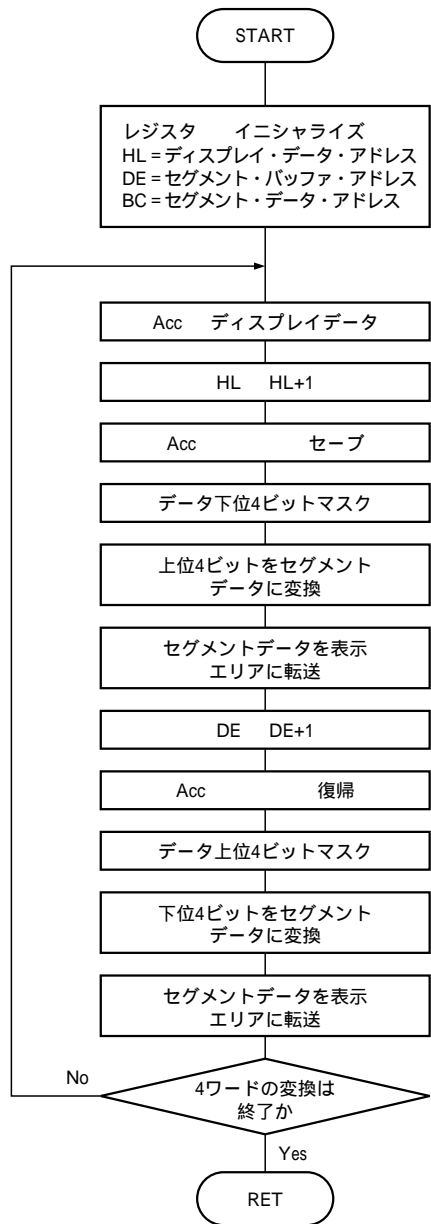 START
レジスタ　イニシャライズ
HL＝ディスプレイ・データ・アドレス
DE＝セグメント・バッファ・アドレス
BC＝セグメント・データ・アドレス
Acc　ディスプレイデータ
HL　HL+1
Acc　セーブ
データ下位4ビットマスク
上位4ビットをセグメント
データに変換
セグメントデータを表示
エリアに転送
DE　DE+1
Acc　復帰
データ上位4ビットマスク
下位4ビットをセグメント
データに変換
セグメントデータを表示
エリアに転送
No
4ワードの変換は
終了か
Yes
RET